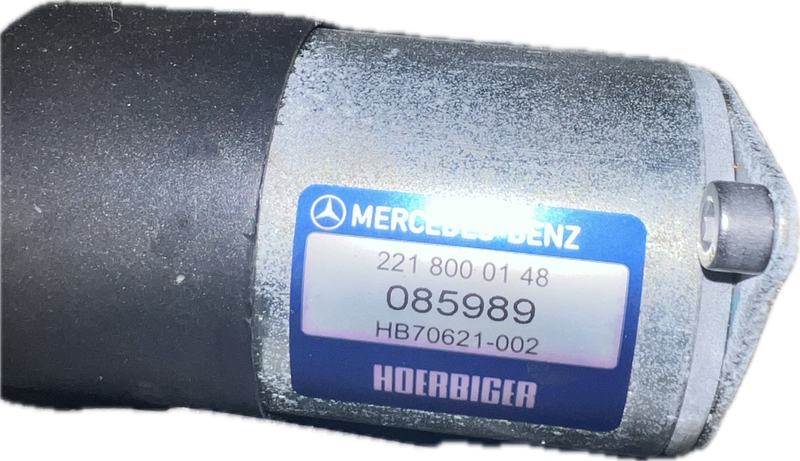 MERCEDES-BENZ
221 800 01 48
085989
HB70621-002
HOERBIGER